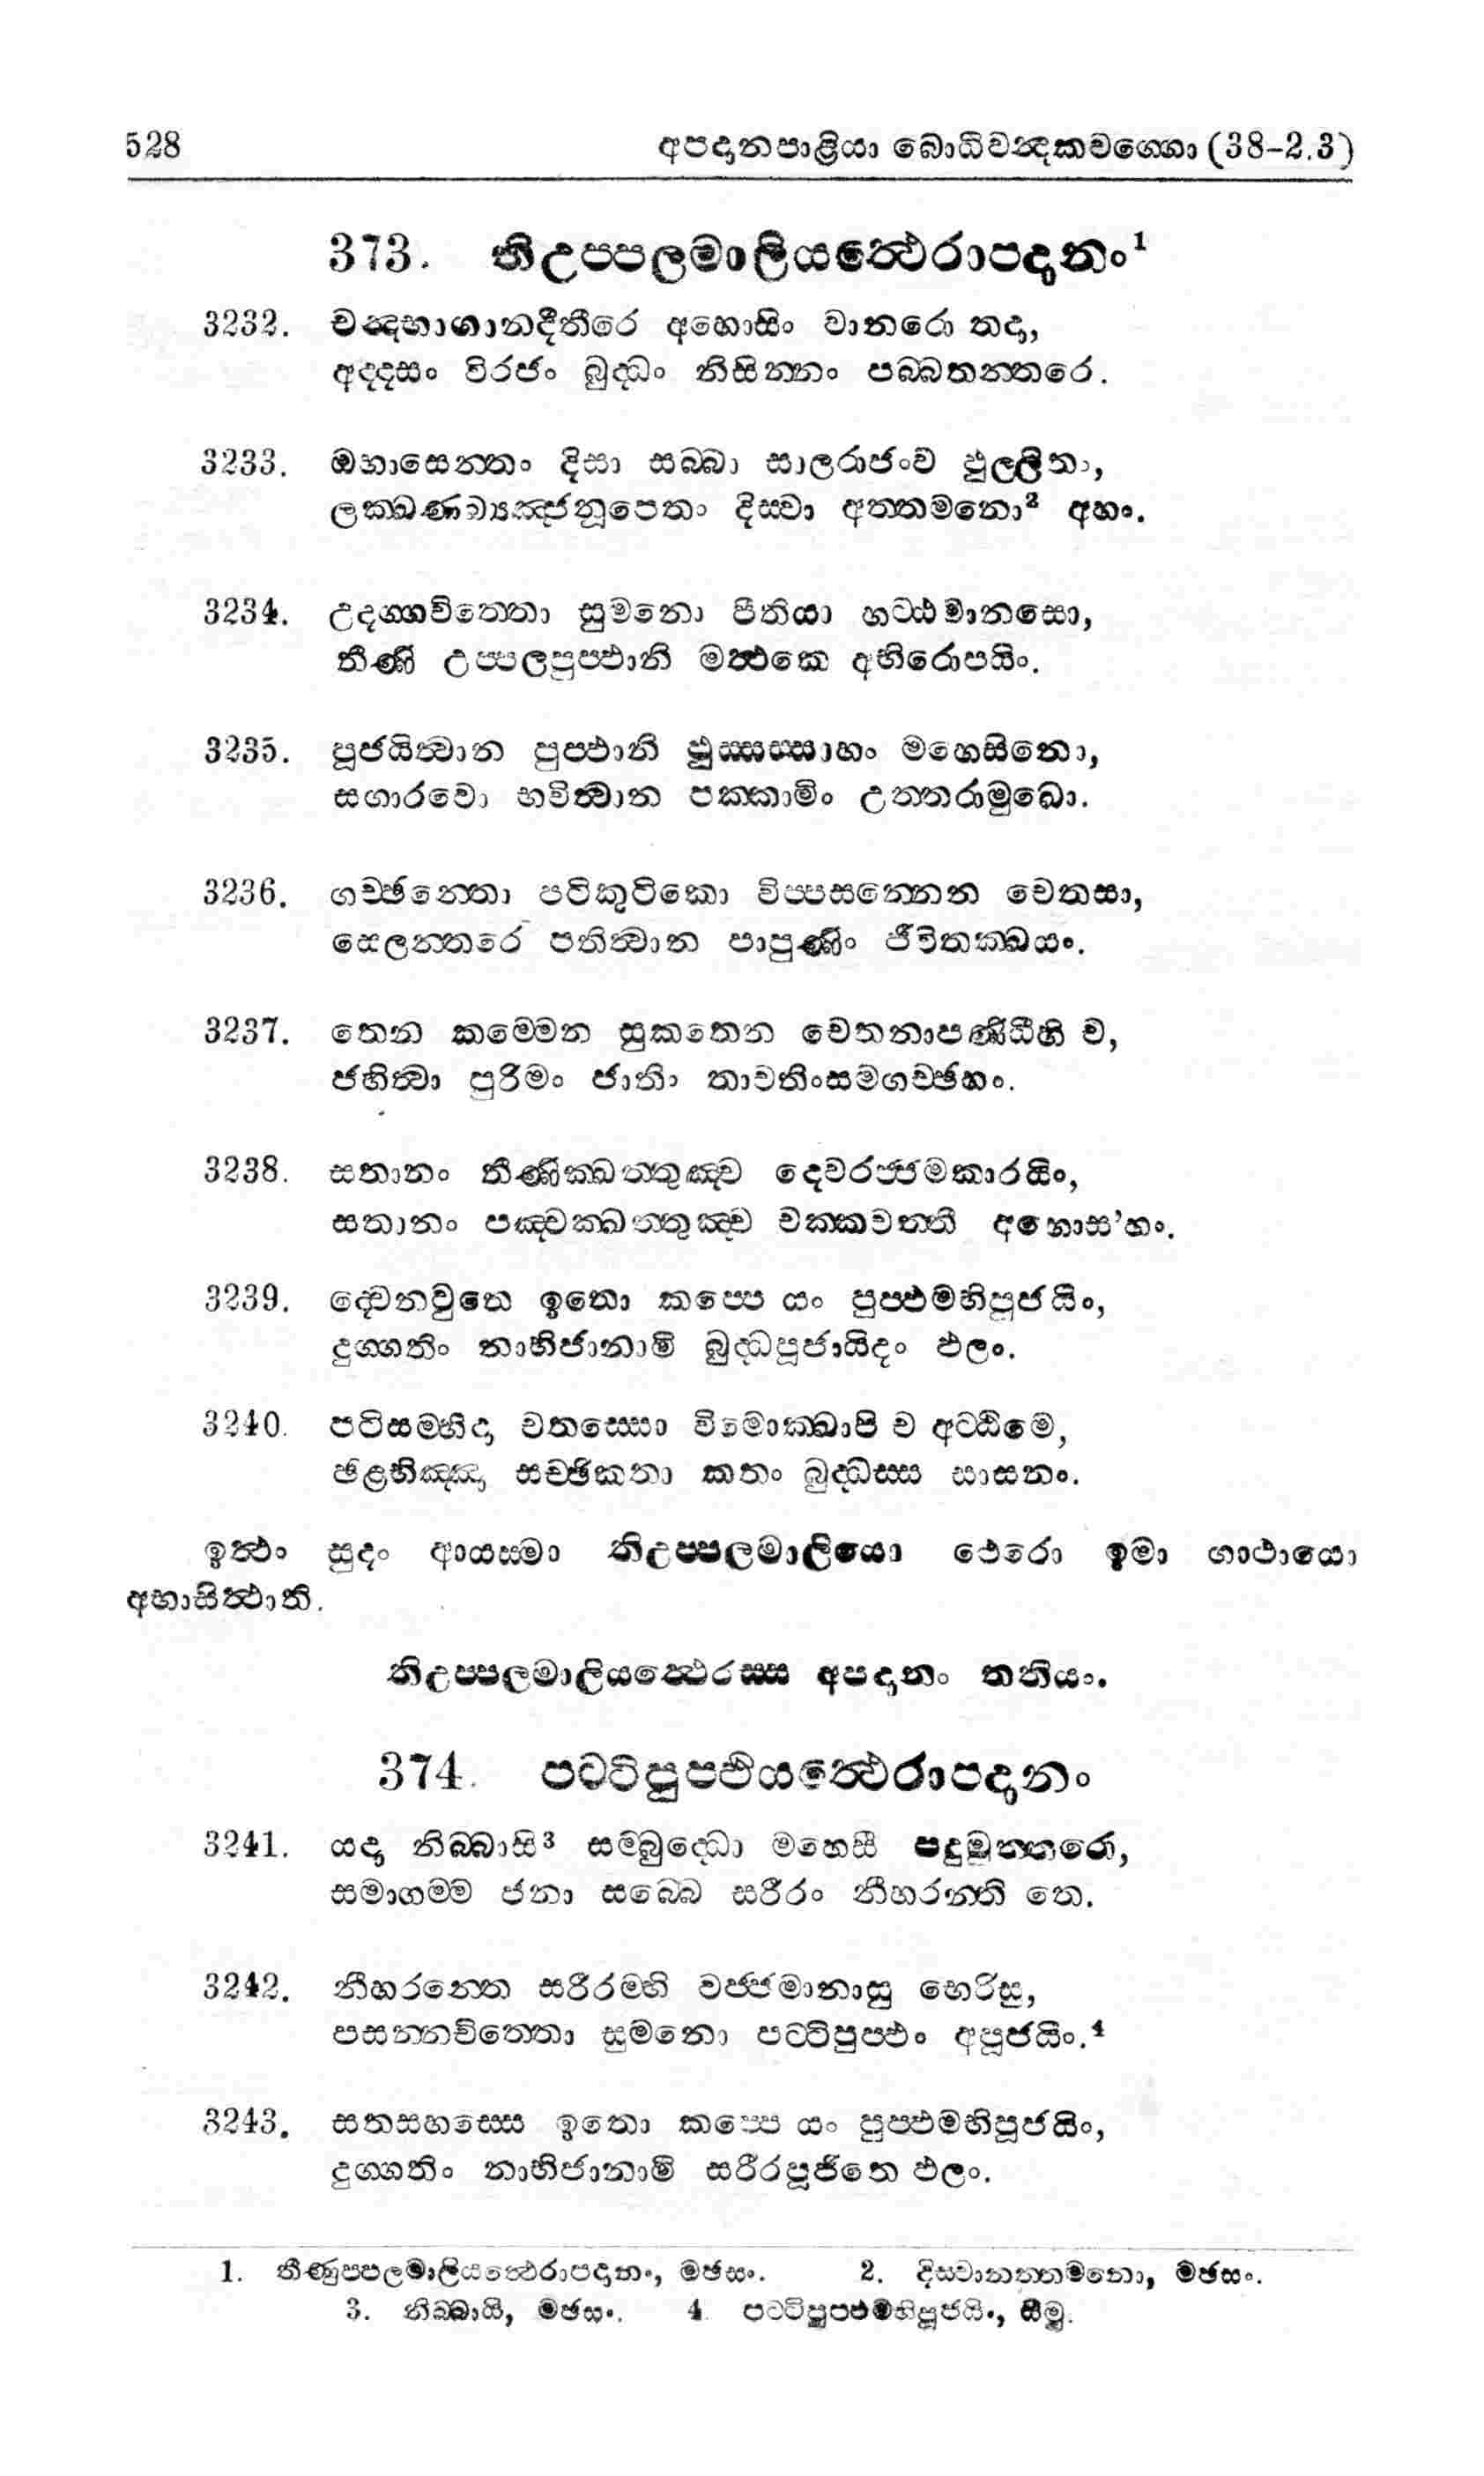 528 අපදානපාළියා බොධිවන්දකවග්ගො (38-2.3)
373. තිඋප්පලමාලියත්ථෙරාපදානං¹
3232. චන්දභාගානදීතීරෙ අහොසිං වානරො තදා,
අද්දසං විරජං බුද්ධං නිසින්නං පබ්බතන්තරෙ.
3233. ඔභාසෙන්තං දිසා සබ්බා සාලරාජංව ඵුල්ලිතං,
ලක්ඛණව්‍යඤ්ජනූපෙතං දිස්වා අත්තමනො² අහං.
3234. උදග්ගචිත්තො සුමනො පීතියා හට්ඨමානසො,
තීණි උප්පලපුප්ඵානි මත්ථකෙ අභිරොපයිං.
3235. පූජයිත්වාන පුප්ඵානි ඵුස්සස්සාහං මහෙසිනො,
සගාරවො භවිත්වාන පක්කාමිං උත්තරාමුඛො.
3236. ගච්ඡන්තො පටිකුටිකො විප්පසන්නෙන චෙතසා,
සෙලන්තරෙ පතිත්වාන පාපුණිං ජීවිතක්ඛයං.
3237. තෙන කම්මෙන සුකතෙන චෙතනාපණිධීහි ච,
ජහිත්වා පුරිමං ජාතිං තාවතිංසමගච්ඡහං.
3238. සතානං තීණික්ඛත්තුඤ්ච දෙවරජ්ජමකාරයිං,
සතානං පඤ්චක්ඛත්තුඤ්ච චක්කවත්තී අහොස'හං.
3239. ද්වෙනවුතෙ ඉතො කප්පෙ යං පුප්ඵමභිපූජයිං,
දුග්ගතිං නාභිජානාමි බුද්ධපූජායිදං ඵලං.
3240. පටිසම්භිදා චතස්සො විමොක්ඛාපි ච අට්ඨිමෙ,
ඡළභිඤ්ඤා සච්ඡිකතා කතං බුද්ධස්ස සාසනං.
ඉත්ථං සුදං ආයස්මා තිඋප්පලමාලියො ථෙරො ඉමා ගාථායො
අභාසිත්ථාති.
තිඋප්පලමාලියත්ථෙරස්ස අපදානං තතියං.
374. පට්ටිපුප්ඵියත්ථෙරාපදානං
3241. යදා නිබ්බාසි³ සම්බුද්ධො මහෙසී පදුමුත්තරො,
සමාගම්ම ජනා සබ්බෙ සරීරං නීහරන්ති තෙ.
3242. නීහරන්තෙ සරීරම්හි වජ්ජමානාසු භෙරිසු,
පසන්නචිත්තො සුමනො පට්ටිපුප්ඵං අපූජයිං.⁴
3243. සතසහස්සෙ ඉතො කප්පෙ යං පුප්ඵමභිපූජයිං,
දුග්ගතිං නාභිජානාමි සරීරපූජිතෙ ඵලං.
1. තීණුප්පලමාලියත්ථෙරාපදානං, මඡසං. 2. දිස්වානත්තමනො, මඡසං.
3. නිබ්බායි, මඡසං. 4 පට්ටිපුප්ඵමභිපූජයිං, සීමු.